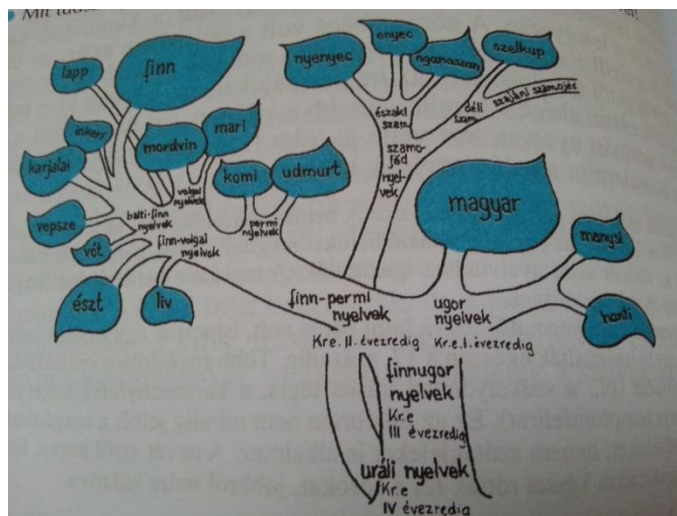 lapp
finn
inkeri
karjalai
mordvin
mari
vepsze
vót
észt
liv
balti-finn
nyelvek
volgai
nyelvek
finn-volgai
nyelvek
komi
udmurt
permi
nyelvek
nyenyec
enyec
nganaszan
szelkup
északi
szam.
déli
szam.
szajáni szamojéd
szamo-
jéd
nyel-
vek
magyar
manysi
hanti
finn-permi
nyelvek
Kr.e. II. évezredig
ugor
nyelvek
Kr.e. I. évezredig
finnugor
nyelvek
Kr.e
III évezredig
uráli nyelvek
Kr.e
IV évezredig